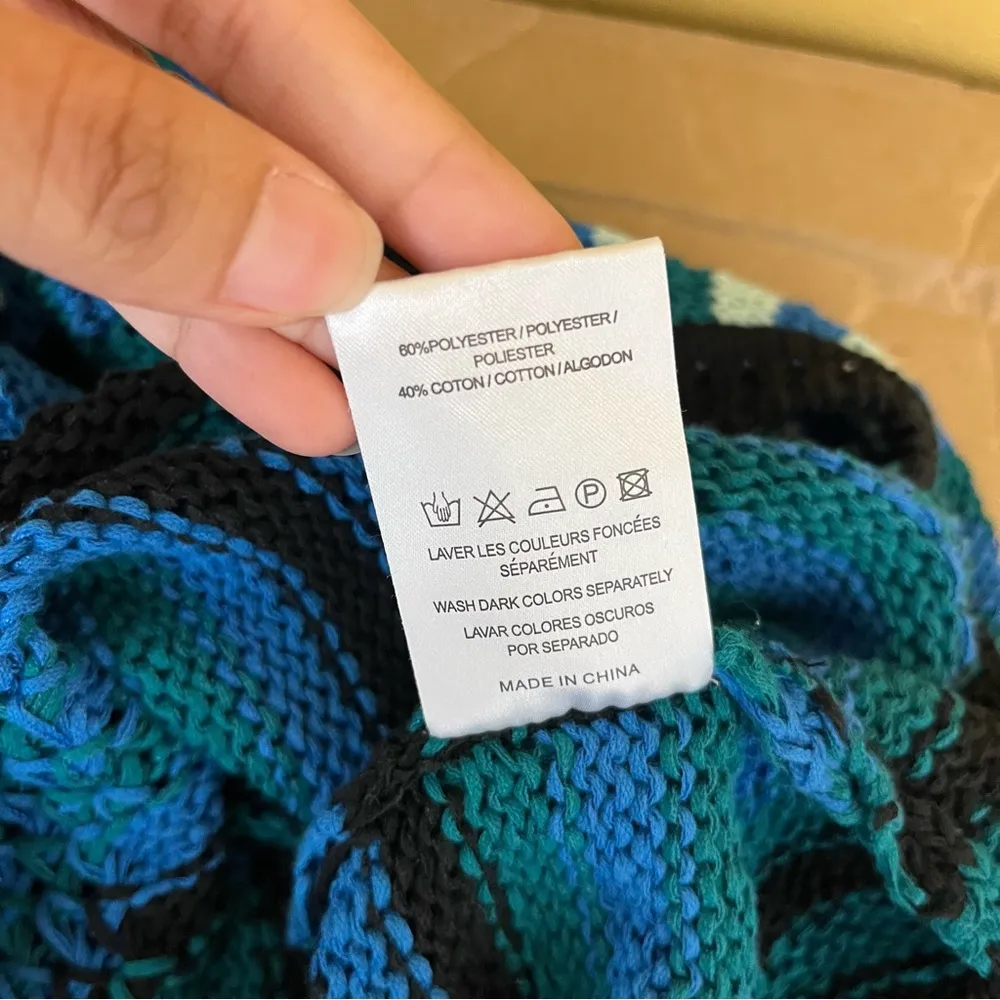 60%POLYESTER / POLYESTER /
POLIESTER
40% COTON / COTTON / ALGODON
P
LAVER LES COULEURS FONCÉES
SÉPARÉMENT
WASH DARK COLORS SEPARATELY
LAVAR COLORES OSCUROS
POR SEPARADO
MADE IN CHINA